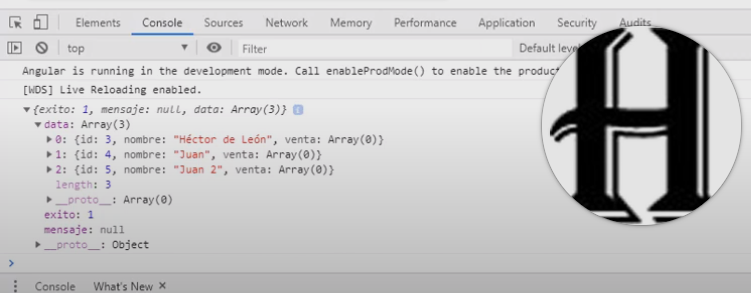 Elements Console Sources Network Memory Performance Application Security Audits
top Filter Default leve
Angular is running in the development mode. Call enableProdMode() to enable the product
[WDS] Live Reloading enabled.
{exito: 1, mensaje: null, data: Array(3)}
data: Array(3)
0: {id: 3, nombre: "Héctor de León", venta: Array(0)}
1: {id: 4, nombre: "Juan", venta: Array(0)}
2: {id: 5, nombre: "Juan 2", venta: Array(0)}
length: 3
__proto__: Array(0)
exito: 1
mensaje: null
__proto__: Object
Console What's New ×
H